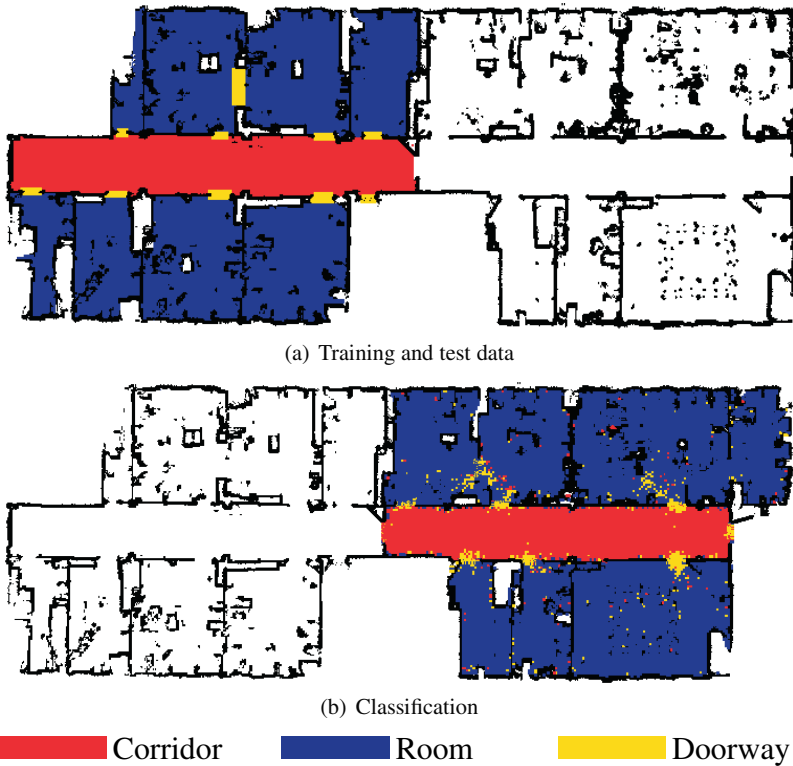 (a) Training and test data
(b) Classification
Corridor Room Doorway